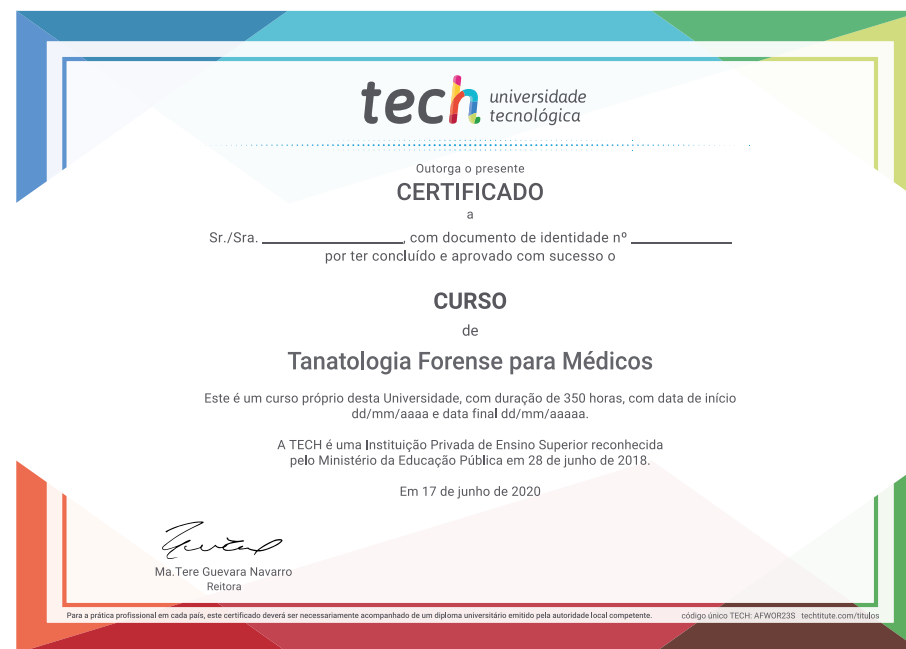 tech universidade
tecnológica
Outorga o presente
CERTIFICADO
a
Sr./Sra. ____________________, com documento de identidade nº ______________
por ter concluído e aprovado com sucesso o
CURSO
de
Tanatologia Forense para Médicos
Este é um curso próprio desta Universidade, com duração de 350 horas, com data de início
dd/mm/aaaa e data final dd/mm/aaaaa.
A TECH é uma Instituição Privada de Ensino Superior reconhecida
pelo Ministério da Educação Pública em 28 de junho de 2018.
Em 17 de junho de 2020
Ma.Tere Guevara Navarro
Reitora
Para a prática profissional em cada país, este certificado deverá ser necessariamente acompanhado de um diploma universitário emitido pela autoridade local competente. código único TECH: AFWOR23S techtitute.com/titulos